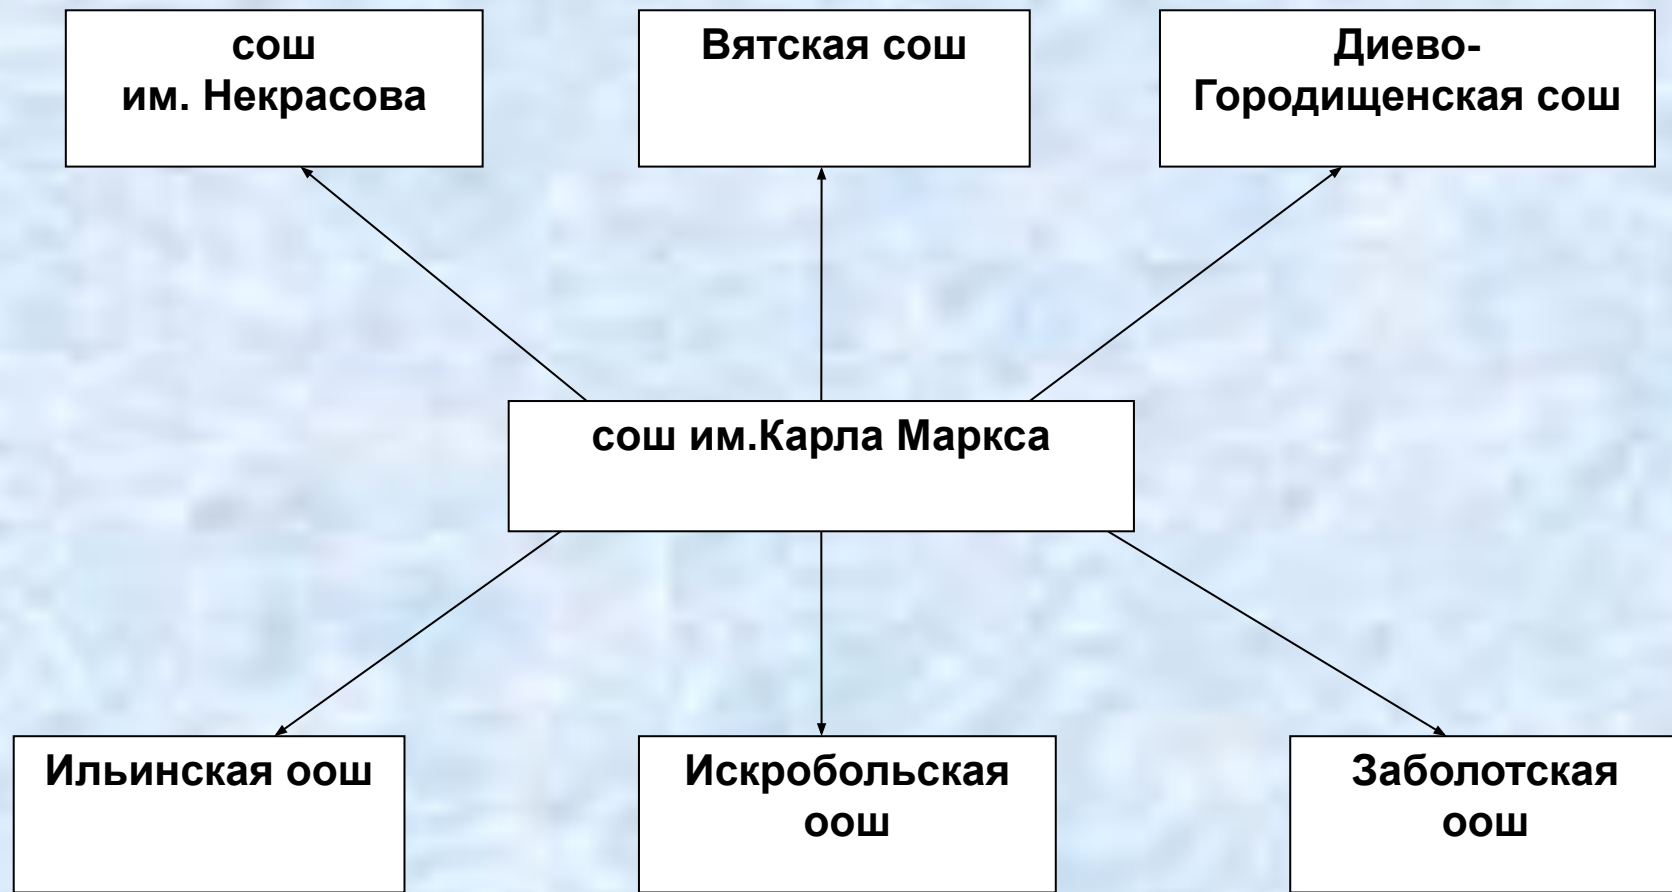 сош
им. Некрасова
Вятская сош
Диево-
Городищенская сош
сош им.Карла Маркса
Ильинская оош
Искробольская
оош
Заболотская
оош